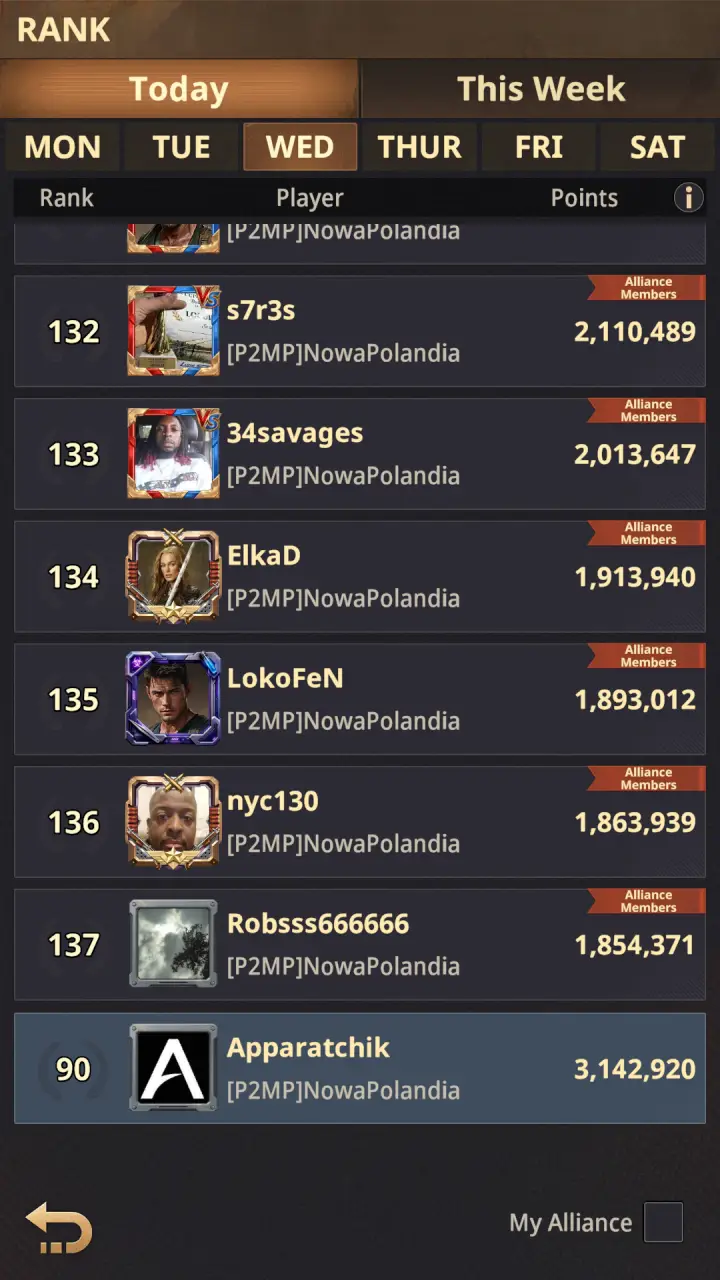 RANK
Today
This Week
MON
TUE
WED
THUR
FRI
SAT
Rank
Player
Points
[P2MP]NowaPolandia
132
s7r3s
[P2MP]NowaPolandia
Alliance
Members
2,110,489
133
34savages
[P2MP]NowaPolandia
Alliance
Members
2,013,647
134
ElkaD
[P2MP]NowaPolandia
Alliance
Members
1,913,940
135
LokoFeN
[P2MP]NowaPolandia
Alliance
Members
1,893,012
136
nyc130
[P2MP]NowaPolandia
Alliance
Members
1,863,939
137
Robsss666666
[P2MP]NowaPolandia
Alliance
Members
1,854,371
90
Apparatchik
[P2MP]NowaPolandia
3,142,920
My Alliance